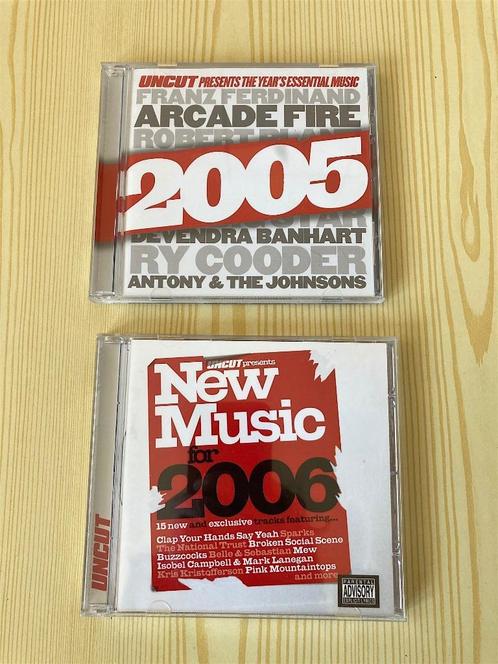 UNCUT PRESENTS THE YEAR'S ESSENTIAL MUSIC
FRANZ FERDINAND
ARCADE FIRE
ROBERT
2005
DEVENDRA BANHART
RY COODER
ANTONY & THE JOHNSONS
UNCUT presents
New
Music
for
2006
15 new and exclusive tracks featuring...
Clap Your Hands Say Yeah Sparks
The National Trust Broken Social Scene
Buzzcocks Belle & Sebastian Mew
Isobel Campbell & Mark Lanegan
Kris Kristofferson Pink Mountaintops
and more
UNCUT
PARENTAL
ADVISORY
EXPLICIT LYRICS